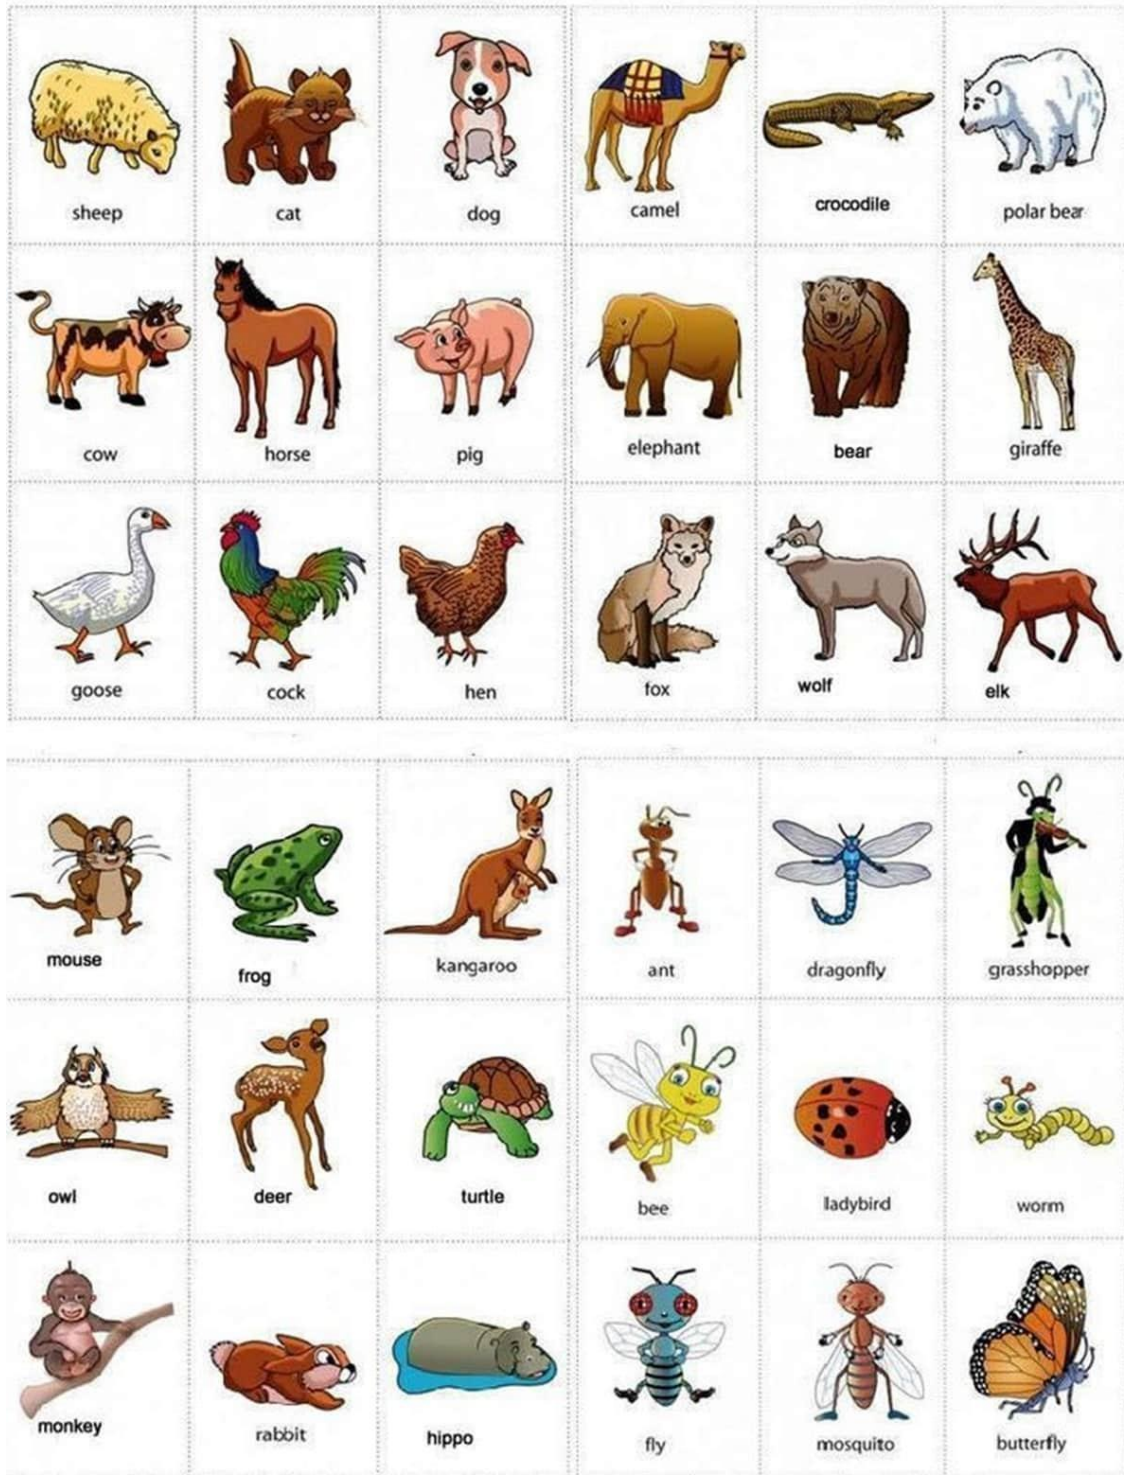 sheep
cat
dog
camel
crocodile
polar bear
cow
horse
pig
elephant
bear
giraffe
goose
cock
hen
fox
wolf
elk
mouse
frog
kangaroo
ant
dragonfly
grasshopper
owl
deer
turtle
bee
ladybird
worm
monkey
rabbit
hippo
fly
mosquito
butterfly